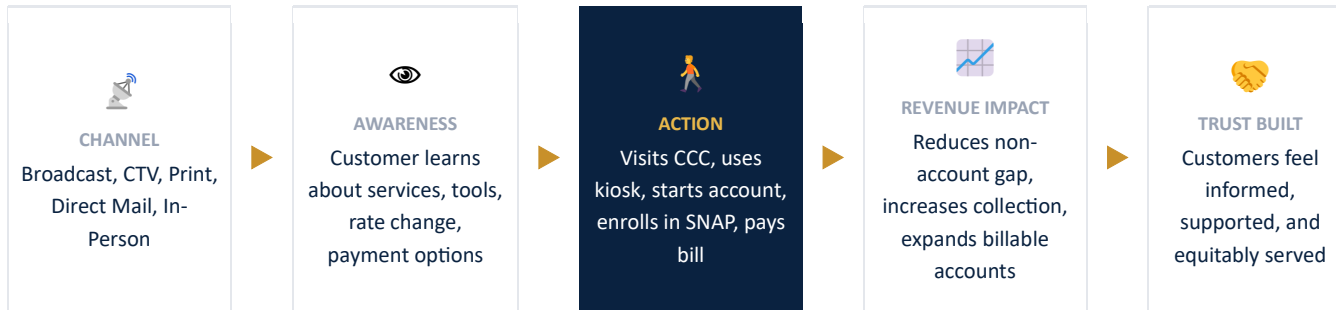 CHANNEL
Broadcast, CTV, Print,
Direct Mail, In-
Person
AWARENESS
Customer learns
about services, tools,
rate change,
payment options
ACTION
Visits CCC, uses
kiosk, starts account,
enrolls in SNAP, pays
bill
REVENUE IMPACT
Reduces non-
account gap,
increases collection,
expands billable
accounts
TRUST BUILT
Customers feel
informed,
supported, and
equitably served